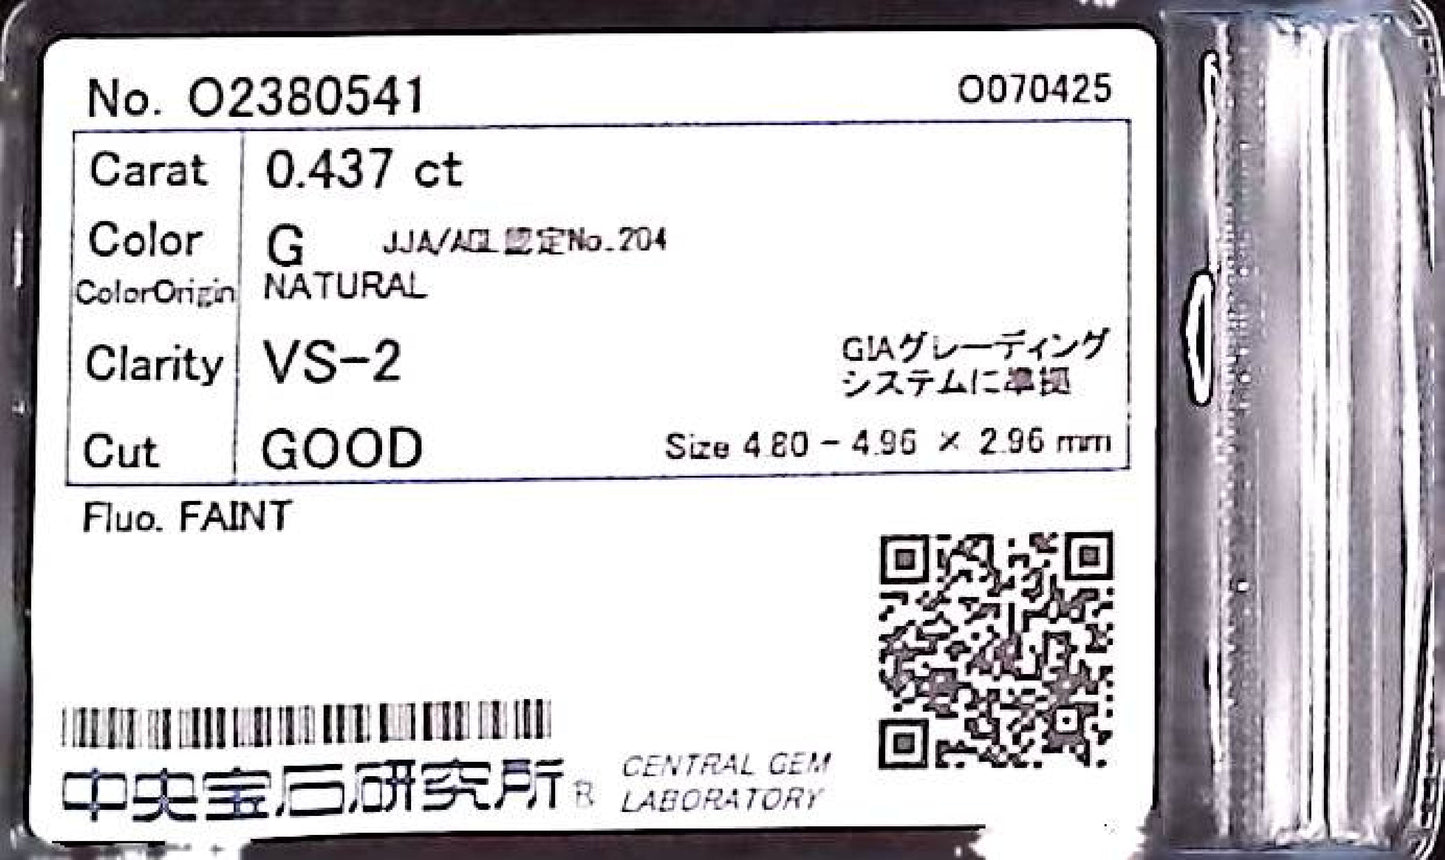 No. O2380541
O070425
Carat 0.437 ct
Color G JJA/AGL認定No.204
ColorOrigin NATURAL
Clarity VS-2
GIAグレーディング
システムに準拠
Cut GOOD Size 4.80 - 4.96 × 2.96 mm
Fluo. FAINT
中央宝石研究所® CENTRAL GEM
LABORATORY